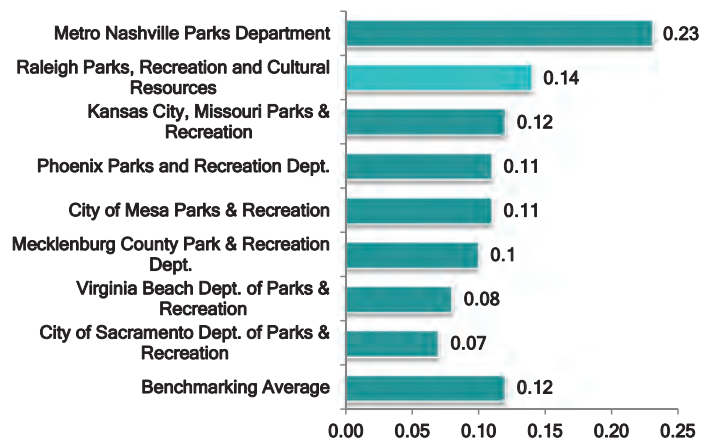 Metro Nashville Parks Department
0.23
Raleigh Parks, Recreation and Cultural
Resources
0.14
Kansas City, Missouri Parks &
Recreation
0.12
Phoenix Parks and Recreation Dept.
0.11
City of Mesa Parks & Recreation
0.11
Mecklenburg County Park & Recreation
Dept.
0.1
Virginia Beach Dept. of Parks &
Recreation
0.08
City of Sacramento Dept. of Parks &
Recreation
0.07
Benchmarking Average
0.12
0.00 0.05 0.10 0.15 0.20 0.25